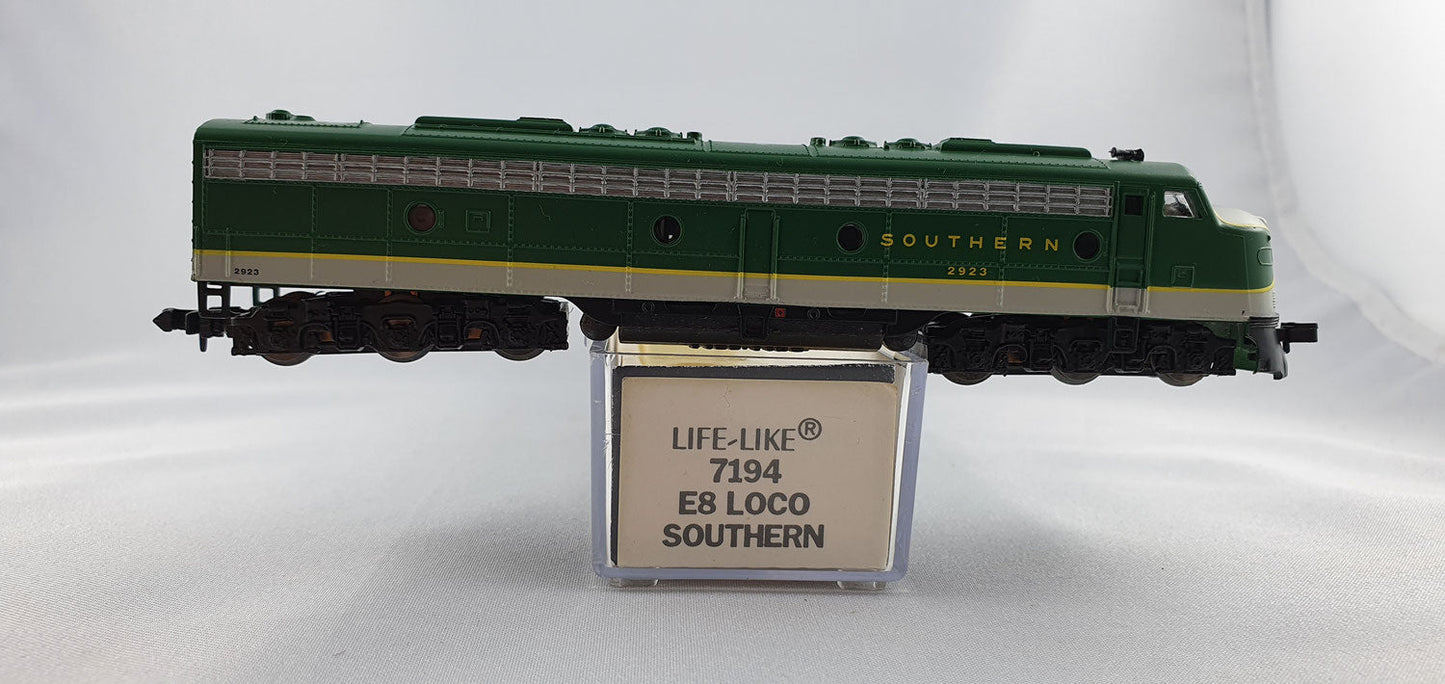 SOUTHERN
2923
2923
LIFE-LIKE®
7194
E8 LOCO
SOUTHERN